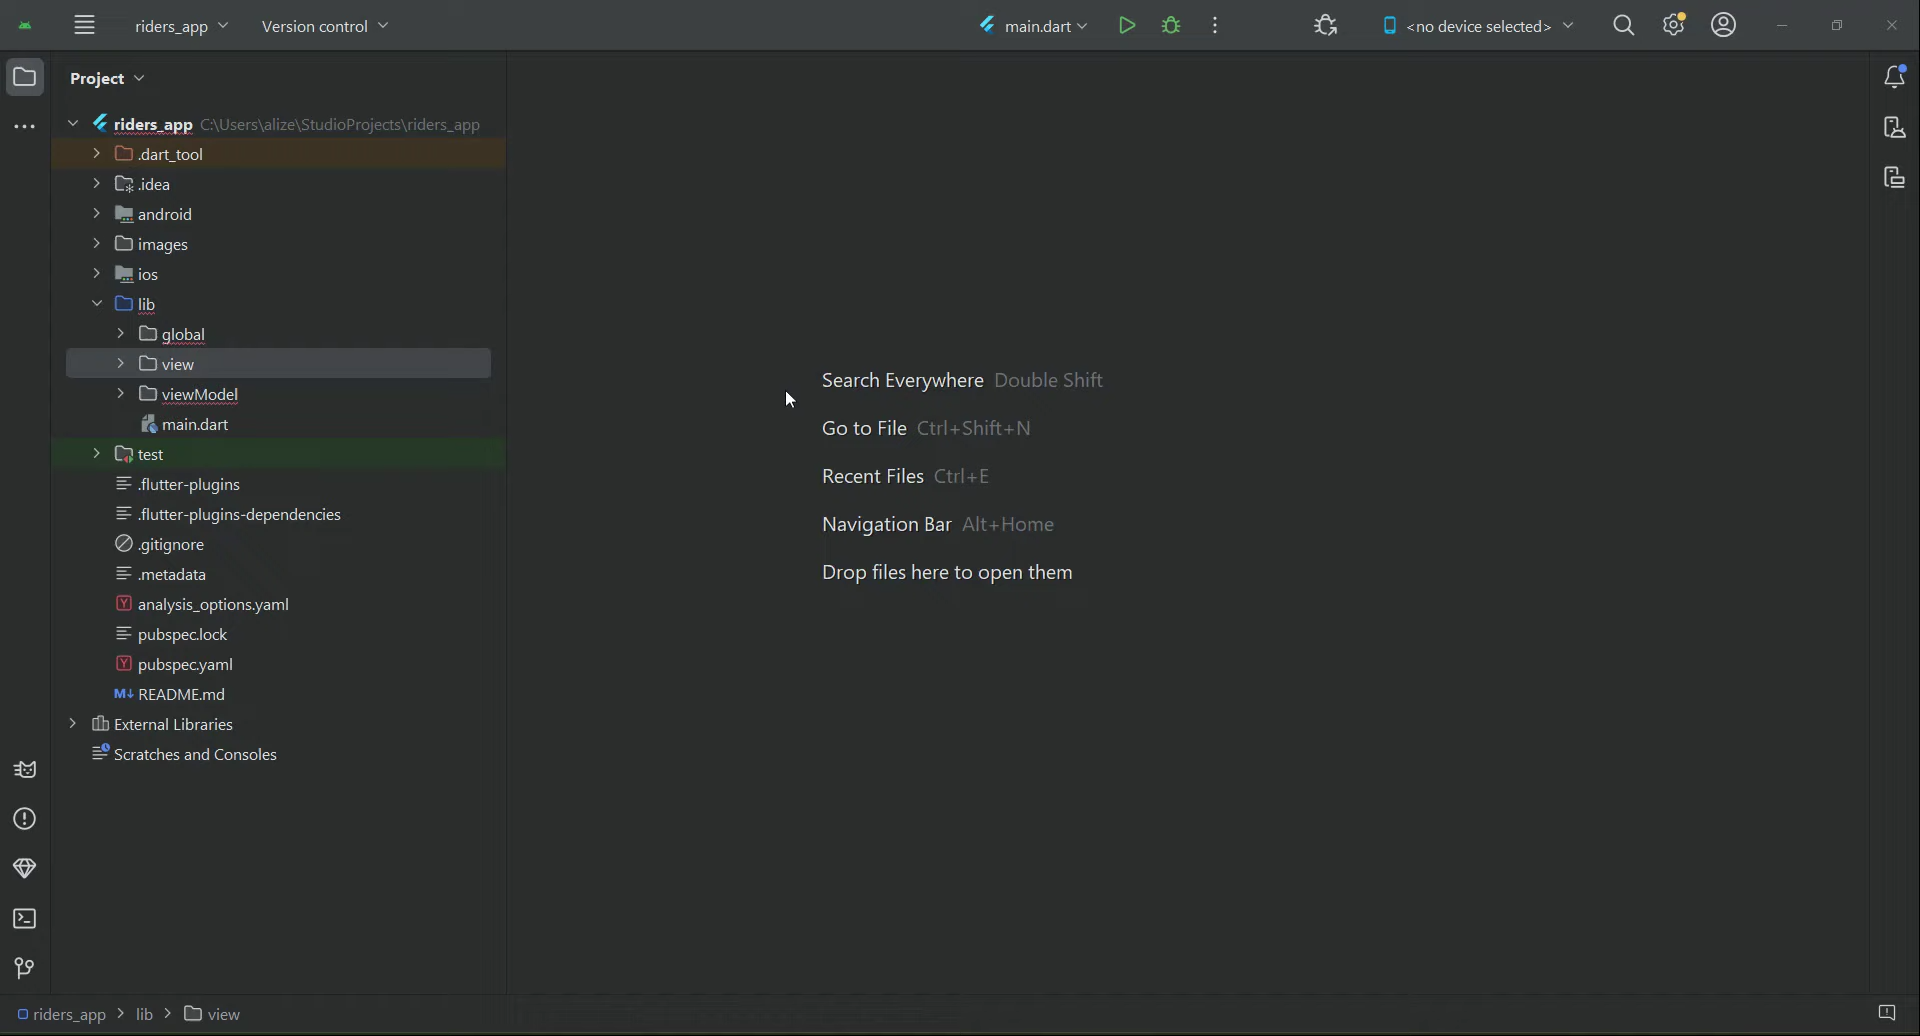 riders_app
Version control
main.dart
<no device selected>
Project
riders_app C:\Users\alize\StudioProjects\riders_app
.dart_tool
.idea
android
images
ios
lib
global
view
viewModel
main.dart
test
.flutter-plugins
.flutter-plugins-dependencies
.gitignore
.metadata
analysis_options.yaml
pubspec.lock
pubspec.yaml
README.md
External Libraries
Scratches and Consoles
Search Everywhere Double Shift
Go to File Ctrl+Shift+N
Recent Files Ctrl+E
Navigation Bar Alt+Home
Drop files here to open them
riders_app > lib > view